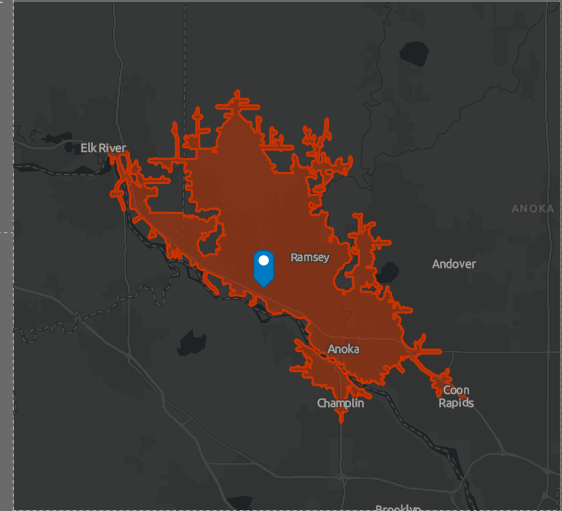 Elk River
ANOKA
Ramsey
Andover
Anoka
Coon
Rapids
Champlin
Brooklyn